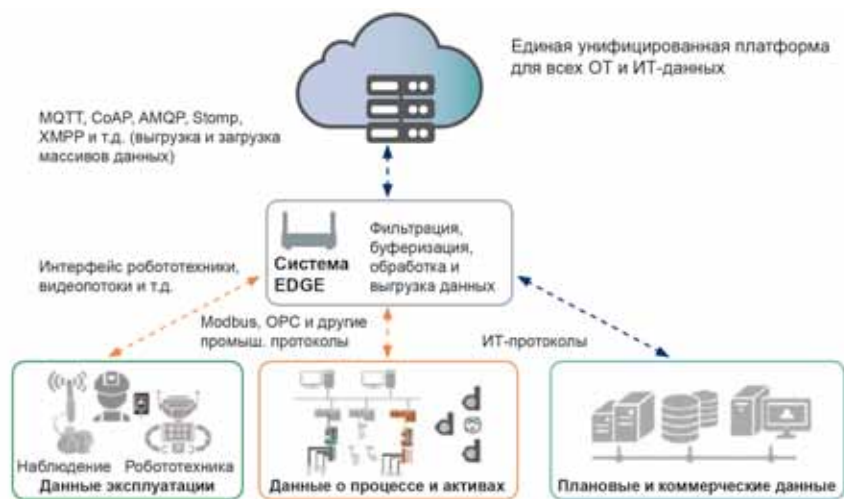 Единая унифицированная платформа
для всех ОТ и ИТ-данных
MQTT, CoAP, AMQP, Stomp,
XMPP и т.д. (выгрузка и загрузка
массивов данных)
Система
EDGE
Фильтрация,
буферизация,
обработка и
выгрузка данных
Интерфейс робототехники,
видеопотоки и т.д.
Modbus, OPC и другие
промыш. протоколы
ИТ-протоколы
Наблюдение
Робототехника
Данные эксплуатации
Данные о процессе и активах
Плановые и коммерческие данные